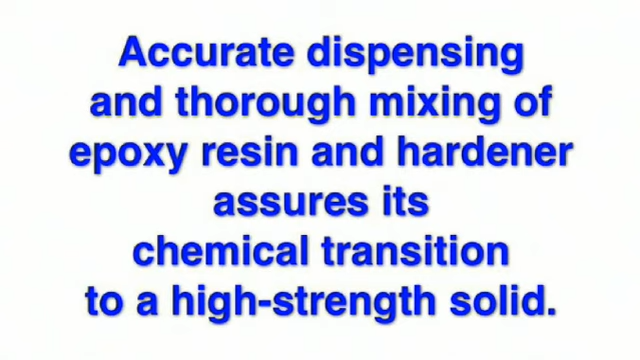 Accurate dispensing
and thorough mixing of
epoxy resin and hardener
assures its
chemical transition
to a high-strength solid.